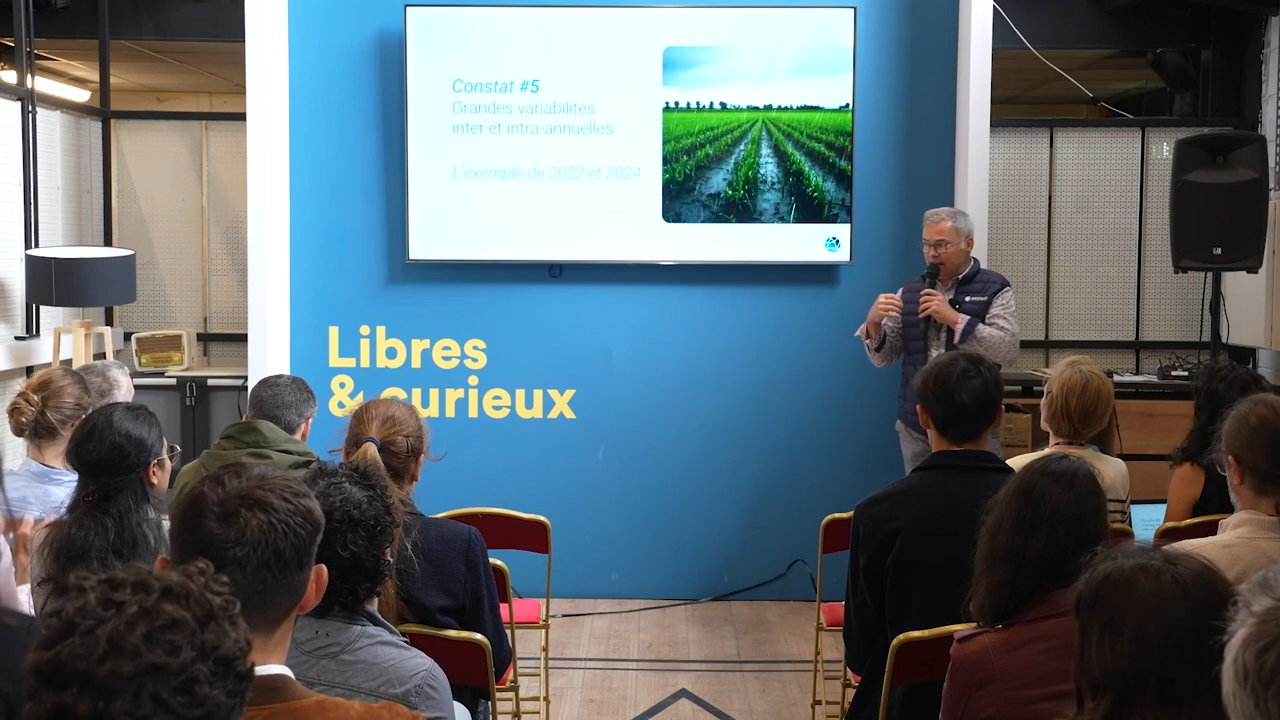 Constat #5
Grandes variabilités
inter et intra-annuelles
L'exemple de 2022 et 2024
Libres
& curieux